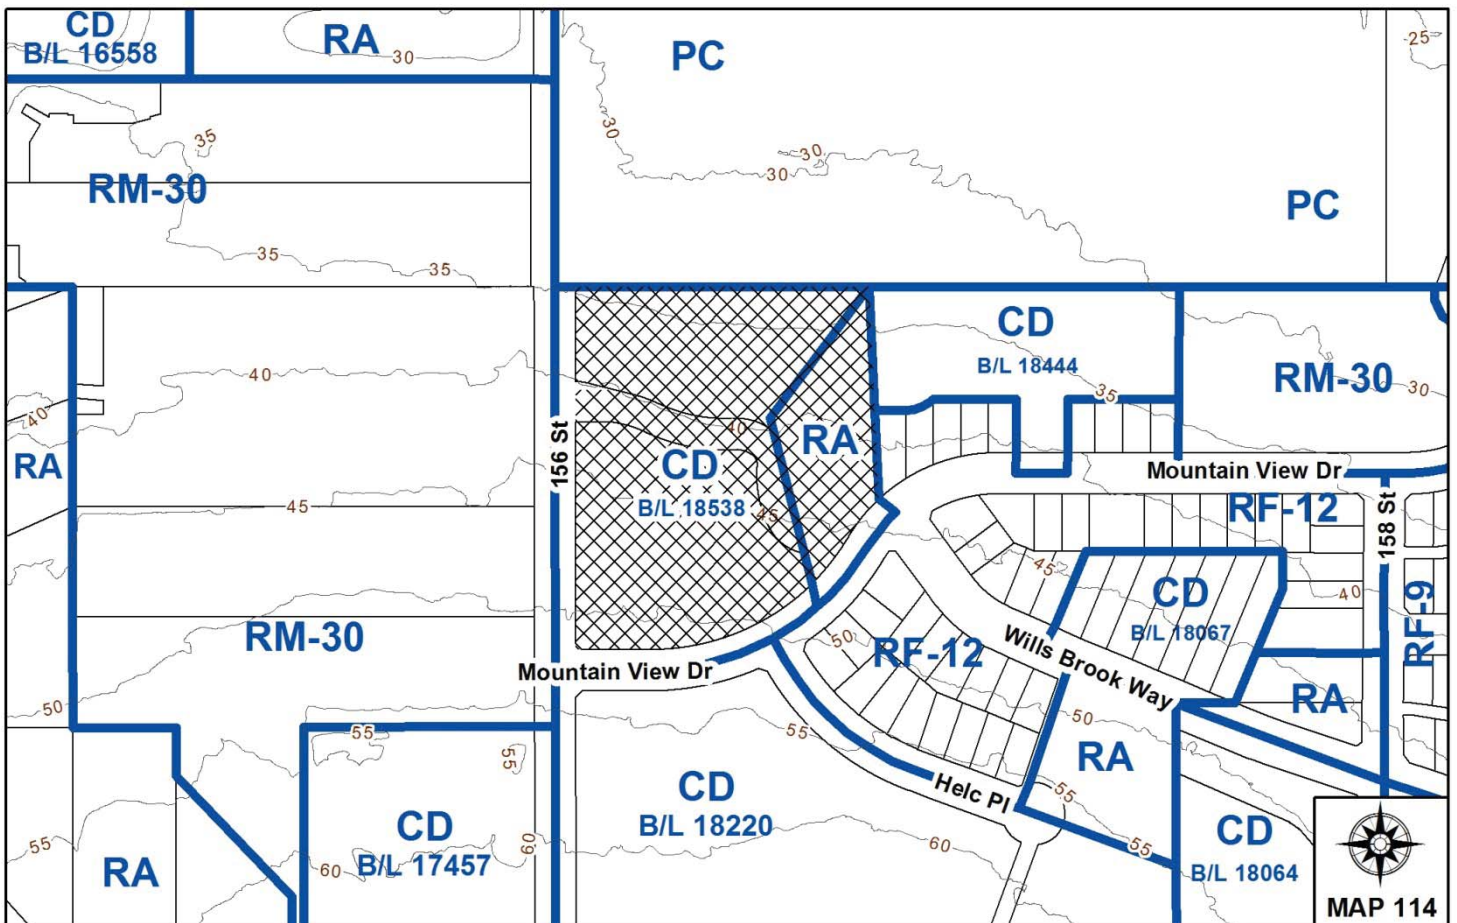 CD
B/L 16558
RA
30
PC
25
35
30
30
30
RM-30
PC
35
35
CD
B/L 18444
RM-30
30
40
35
40
RA
156 St
40
RA
CD
B/L 18538
45
Mountain View Dr
RF-12
158 St
45
45
CD
B/L 18067
40
RF-9
RM-30
50
RF-12
Wills Brook Way
Mountain View Dr
RA
50
50
55
55
55
RA
CD
B/L 18220
Helc Pl
55
CD
B/L 17457
60
60
60
55
RA
55
CD
B/L 18064
MAP 114